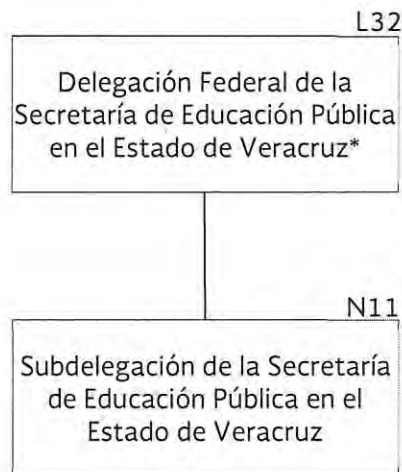 L32
Delegación Federal de la
Secretaría de Educación Pública
en el Estado de Veracruz*
N11
Subdelegación de la Secretaría
de Educación Pública en el
Estado de Veracruz